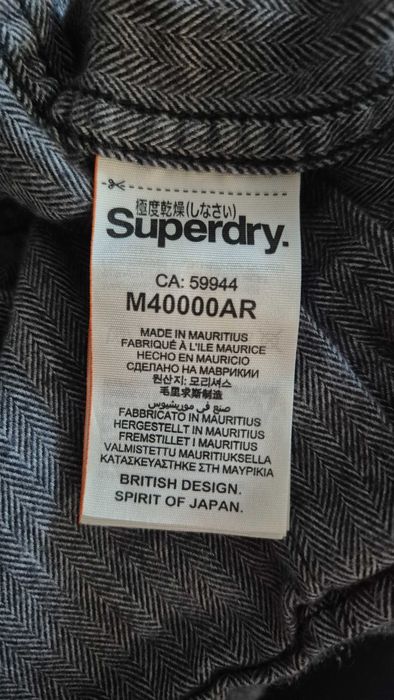 極度乾燥(しなさい)
Superdry.
CA: 59944
M40000AR
MADE IN MAURITIUS
FABRIQUÉ À L'ILE MAURICE
HECHO EN MAURICIO
СДЕЛАНО НА МАВРИКИИ
원산지: 모리셔스
毛里求斯制造
صنع في موريشيوس
FABBRICATO IN MAURITIUS
HERGESTELLT IN MAURITIUS
FREMSTILLET I MAURITIUS
VALMISTETTU MAURITIUKSELLA
ΚΑΤΑΣΚΕΥΑΣΤΗΚΕ ΣΤΗ ΜΑΥΡΙΚΙΑ
BRITISH DESIGN.
SPIRIT OF JAPAN.